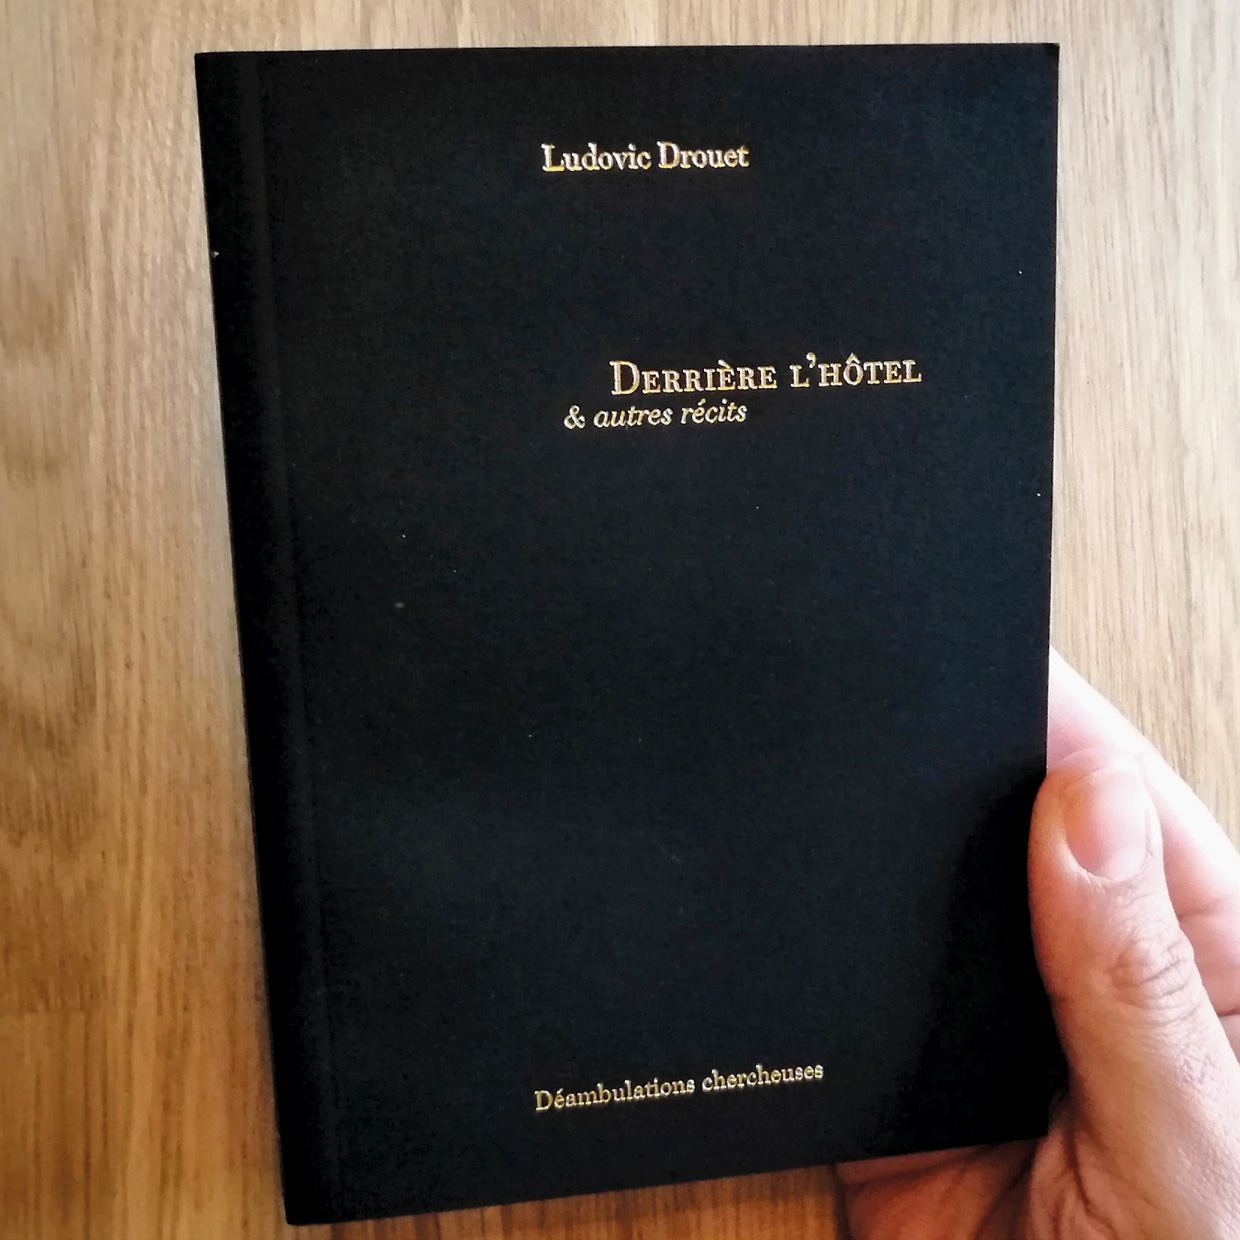 Ludovic Drouet
DERRIÈRE L'HÔTEL
& autres récits
Déambulations chercheuses